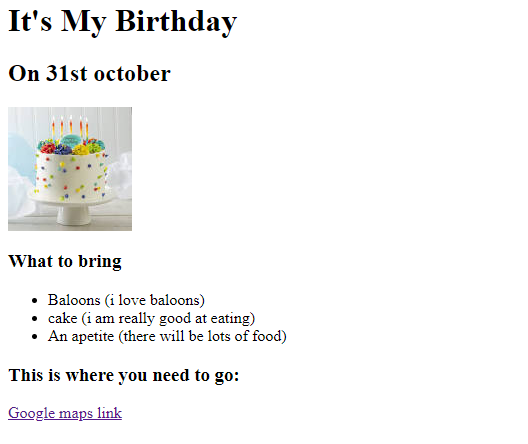 It's My Birthday
On 31st october
What to bring
Baloons (i love baloons)
cake (i am really good at eating)
An apetite (there will be lots of food)
This is where you need to go:
Google maps link